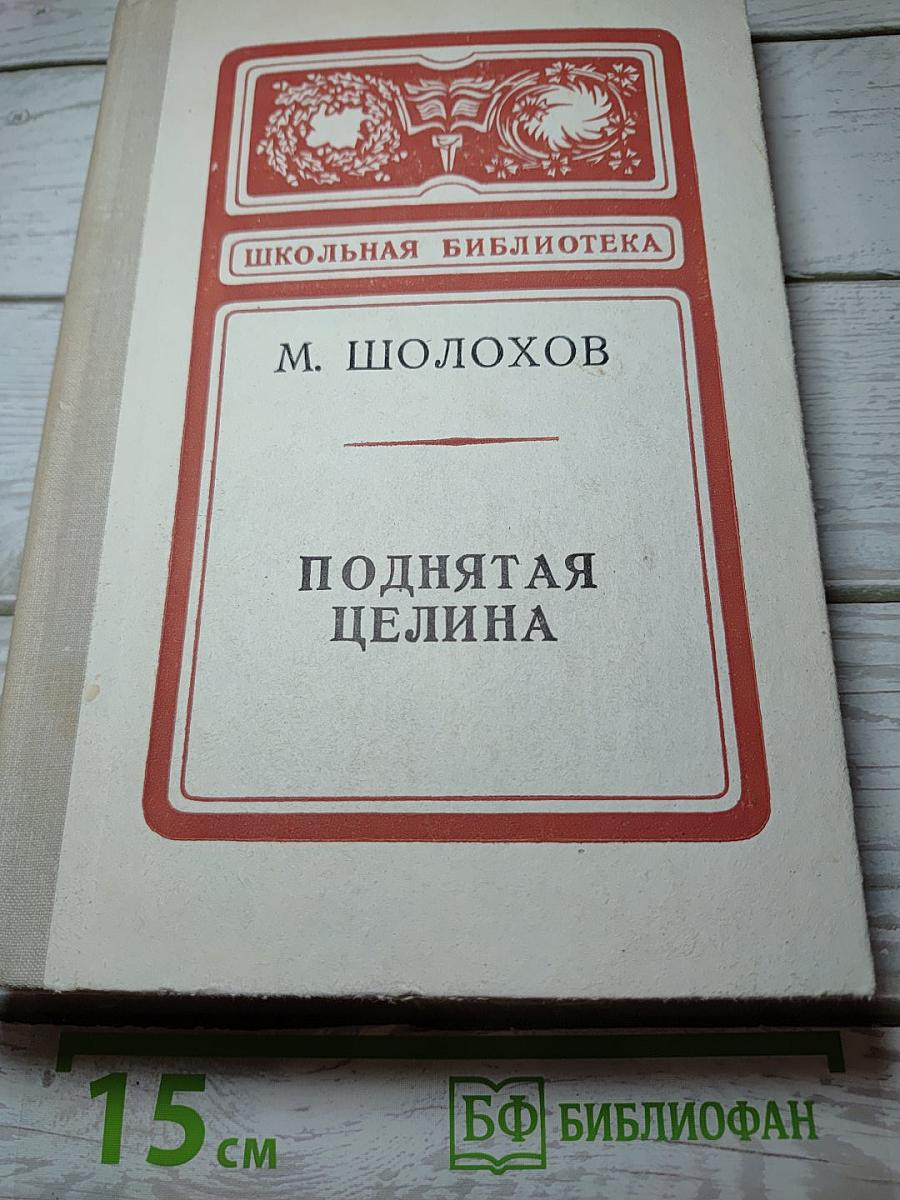 ШКОЛЬНАЯ БИБЛИОТЕКА
М. ШОЛОХОВ
ПОДНЯТАЯ
ЦЕЛИНА
15 см
БФ БИБЛИОФАН